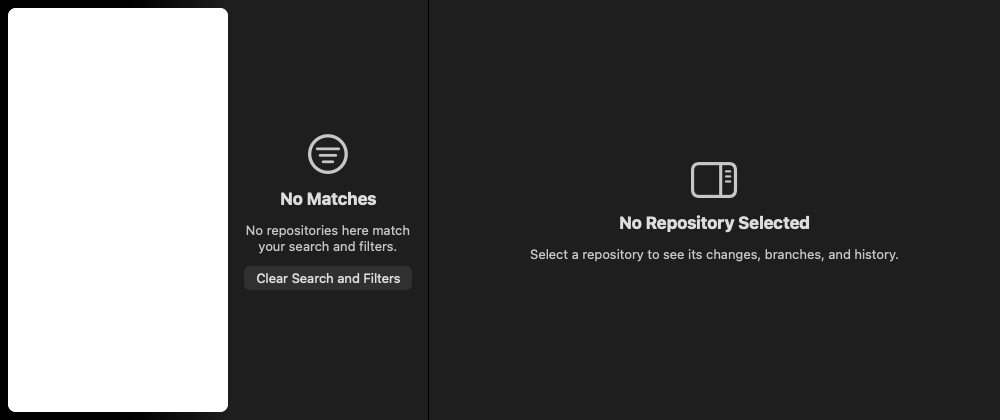 No Matches
No repositories here match
your search and filters.
Clear Search and Filters
No Repository Selected
Select a repository to see its changes, branches, and history.